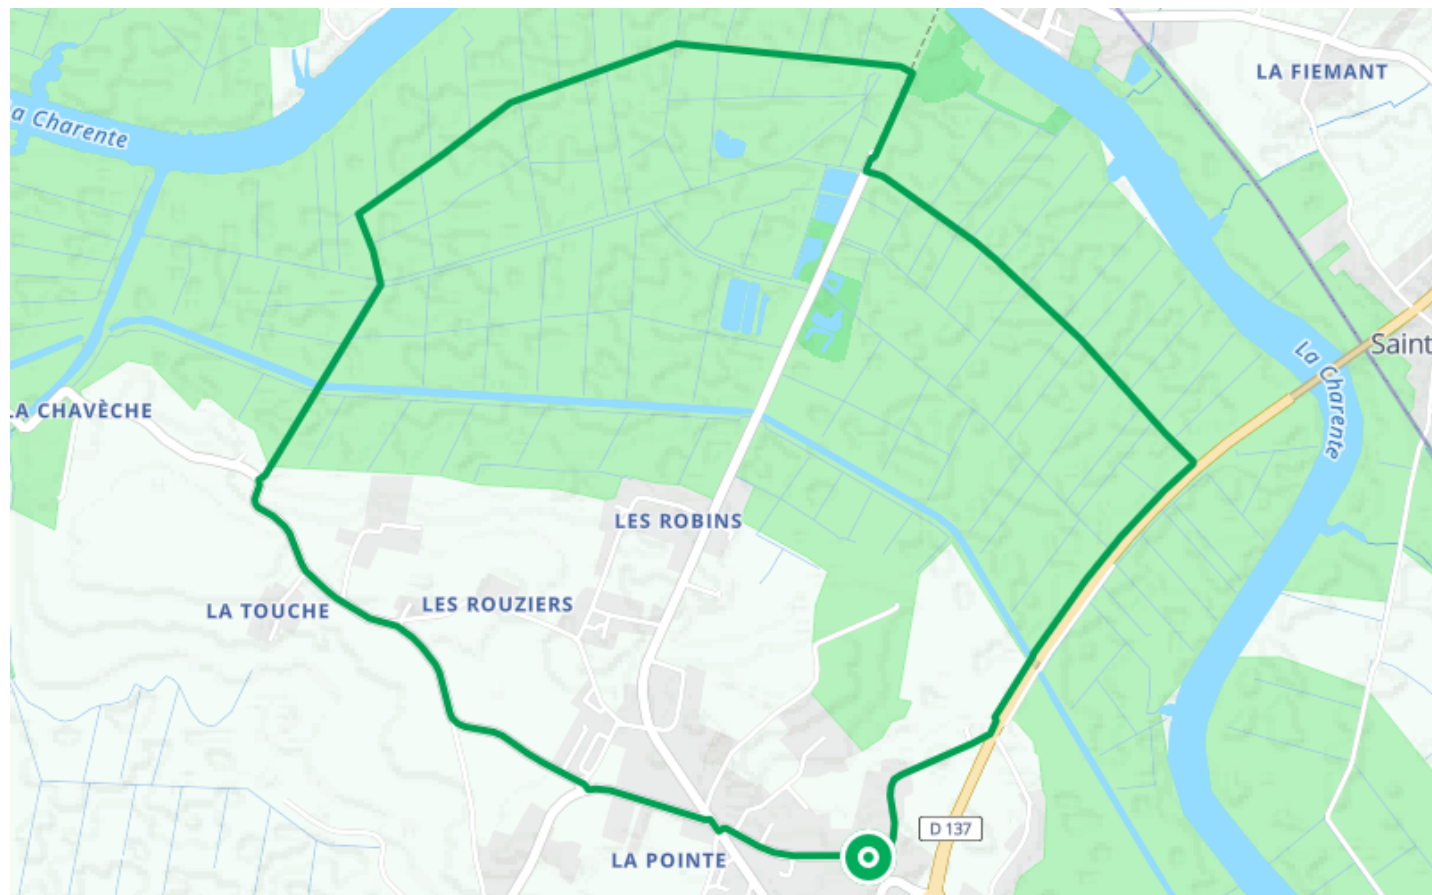 LA FIEMANT
a Charente
Saint
La Charente
LA CHAVÈCHE
LES ROBINS
LES ROUZIERS
LA TOUCHE
D 137
LA POINTE